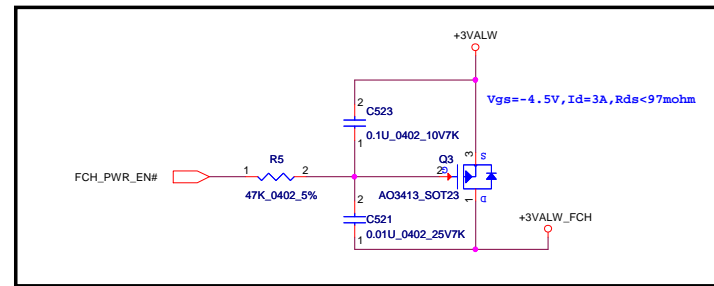 +3VALW
Vgs=-4.5V,Id=3A,Rds<97mohm
2
C523
0.1U_0402_10V7K
1
FCH_PWR_EN#
1
R5
2
47K_0402_5%
Q3
2
G
3
S
AO3413_SOT23
1
D
2
C521
0.01U_0402_25V7K
1
+3VALW_FCH